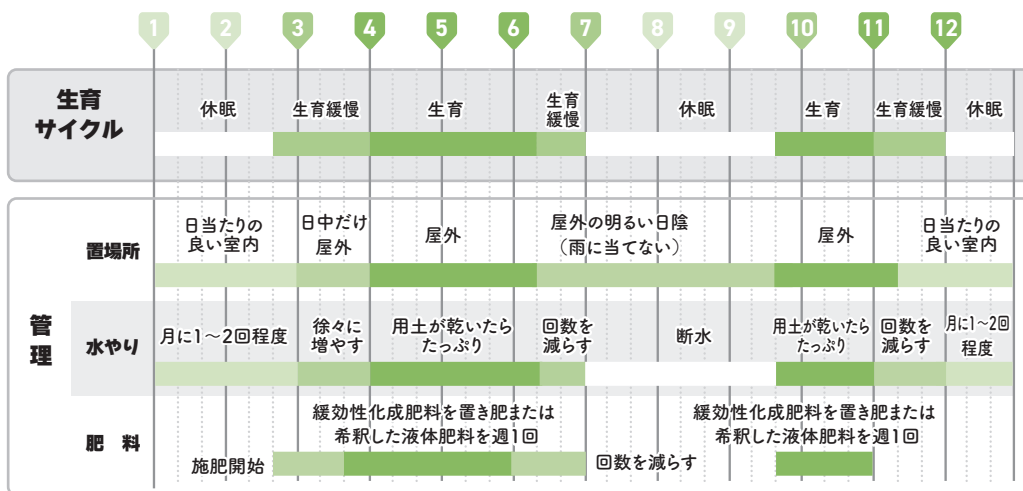 1 2 3 4 5 6 7 8 9 10 11 12
生育
サイクル
休眠
生育緩慢
生育
生育
緩慢
休眠
生育
生育緩慢
休眠
管理
置場所
日当たりの
良い室内
日中だけ
屋外
屋外
屋外の明るい日陰
（雨に当てない）
屋外
日当たりの
良い室内
水やり
月に1〜2回程度
徐々に
増やす
用土が乾いたら
たっぷり
回数を
減らす
断水
用土が乾いたら
たっぷり
回数を
減らす
月に1〜2回
程度
肥料
施肥開始
緩効性化成肥料を置き肥または
希釈した液体肥料を週1回
回数を減らす
緩効性化成肥料を置き肥または
希釈した液体肥料を週1回